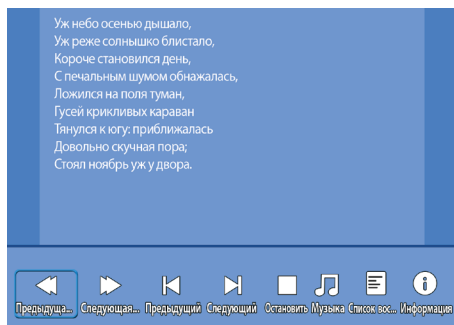 Уж небо осенью дышало,
Уж реже солнышко блистало,
Короче становился день,
С печальным шумом обнажалась,
Ложился на поля туман,
Гусей крикливых караван
Тянулся к югу: приближалась
Довольно скучная пора;
Стоял ноябрь уж у двора.
Предыдуща... Следующая... Предыдущий Следующий Остановить Музыка Список вос... Информация